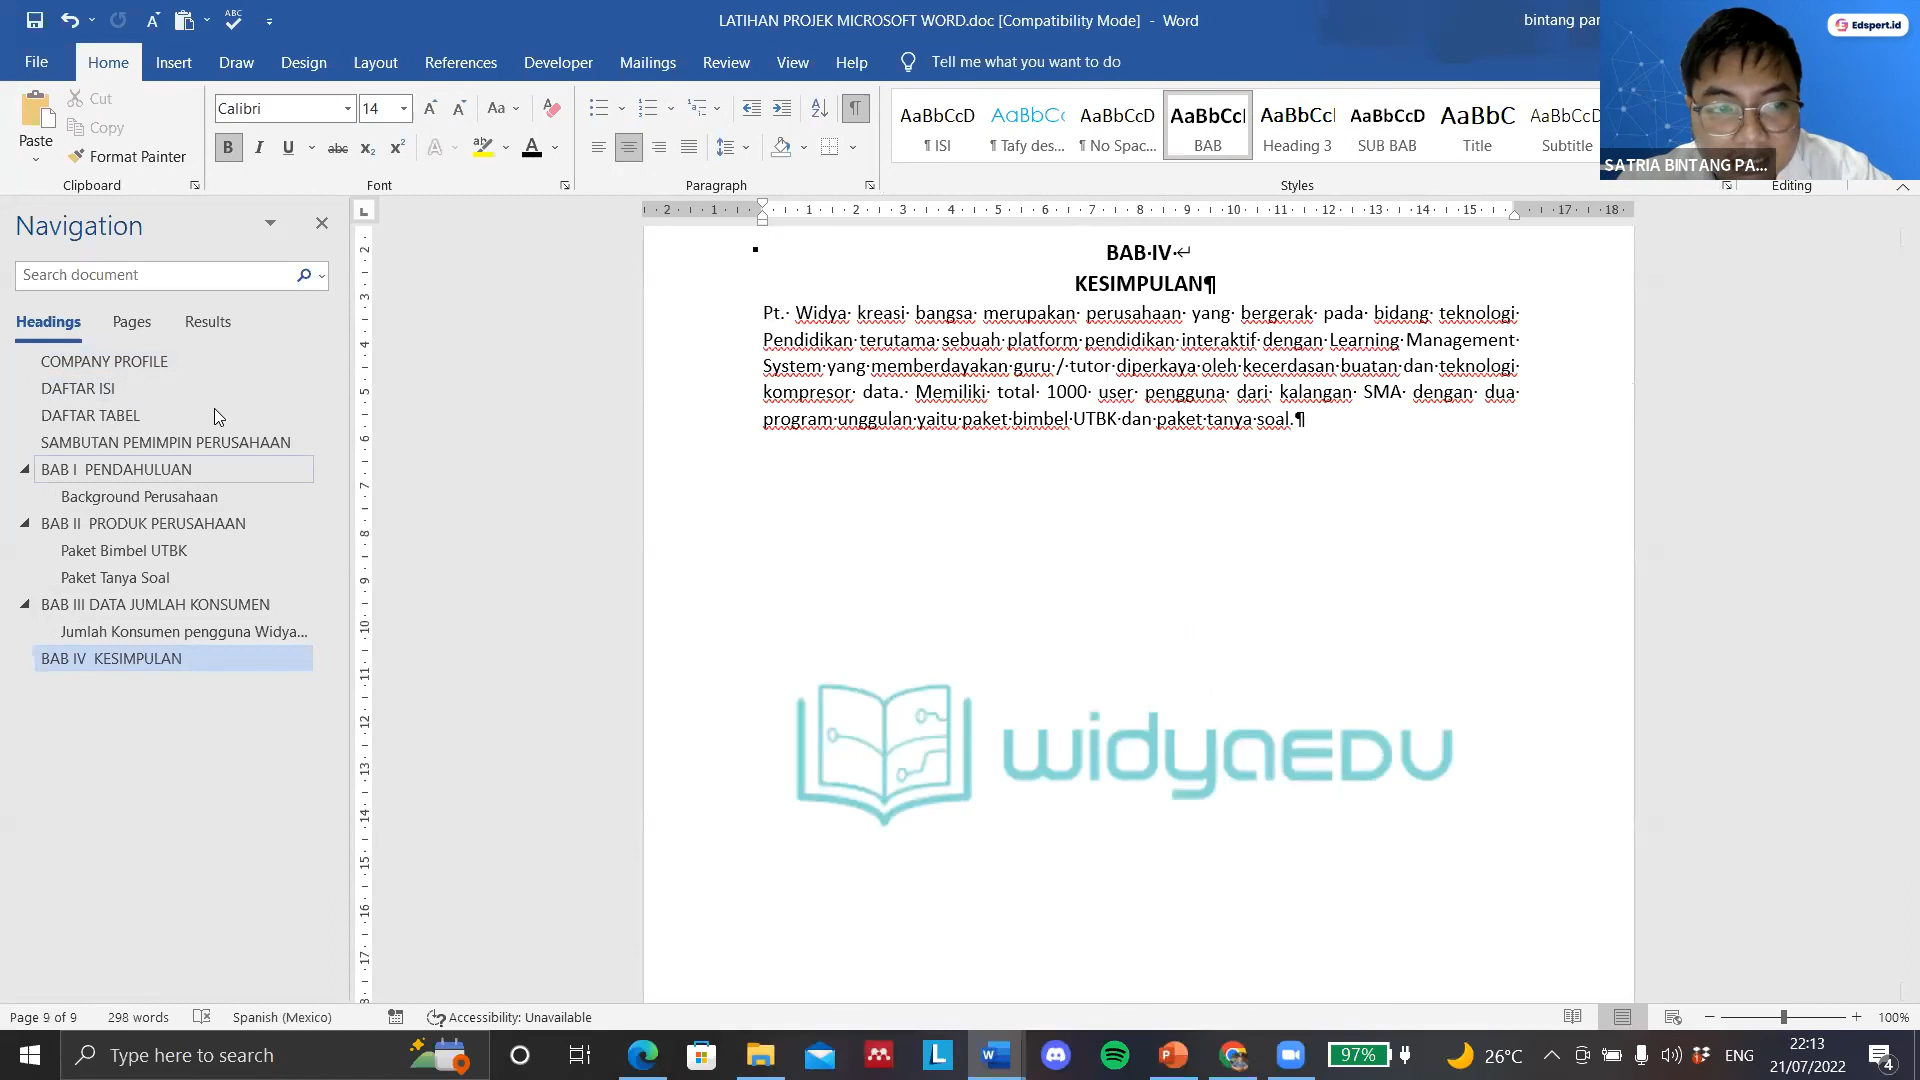 LATIHAN PROJEK MICROSOFT WORD.doc [Compatibility Mode] - Word
bintang par
Edspert.id
File Home Insert Draw Design Layout References Developer Mailings Review View Help Tell me what you want to do
Paste
Cut
Copy
Format Painter
Clipboard
Calibri 14
Font
Paragraph
AaBbCcD AaBbCc AaBbCcD AaBbCcI AaBbCcI AaBbCcD AaBbC AaBbCcD
¶ ISI ¶ Tafy des... ¶ No Spac... BAB Heading 3 SUB BAB Title Subtitle
Styles
Editing
SATRIA BINTANG PA...
Navigation
Search document
Headings Pages Results
COMPANY PROFILE
DAFTAR ISI
DAFTAR TABEL
SAMBUTAN PEMIMPIN PERUSAHAAN
BAB I PENDAHULUAN
Background Perusahaan
BAB II PRODUK PERUSAHAAN
Paket Bimbel UTBK
Paket Tanya Soal
BAB III DATA JUMLAH KONSUMEN
Jumlah Konsumen pengguna Widya...
BAB IV KESIMPULAN
BAB IV
KESIMPULAN¶
Pt. Widya kreasi bangsa merupakan perusahaan yang bergerak pada bidang teknologi
Pendidikan terutama sebuah platform pendidikan interaktif dengan Learning Management
System yang memberdayakan guru / tutor diperkaya oleh kecerdasan buatan dan teknologi
kompresor data. Memiliki total 1000 user pengguna dari kalangan SMA dengan dua
program unggulan yaitu paket bimbel UTBK dan paket tanya soal.¶
widyaEDU
Page 9 of 9 298 words Spanish (Mexico) Accessibility: Unavailable 100%
Type here to search
97%
26°C
ENG
22:13
21/07/2022
4